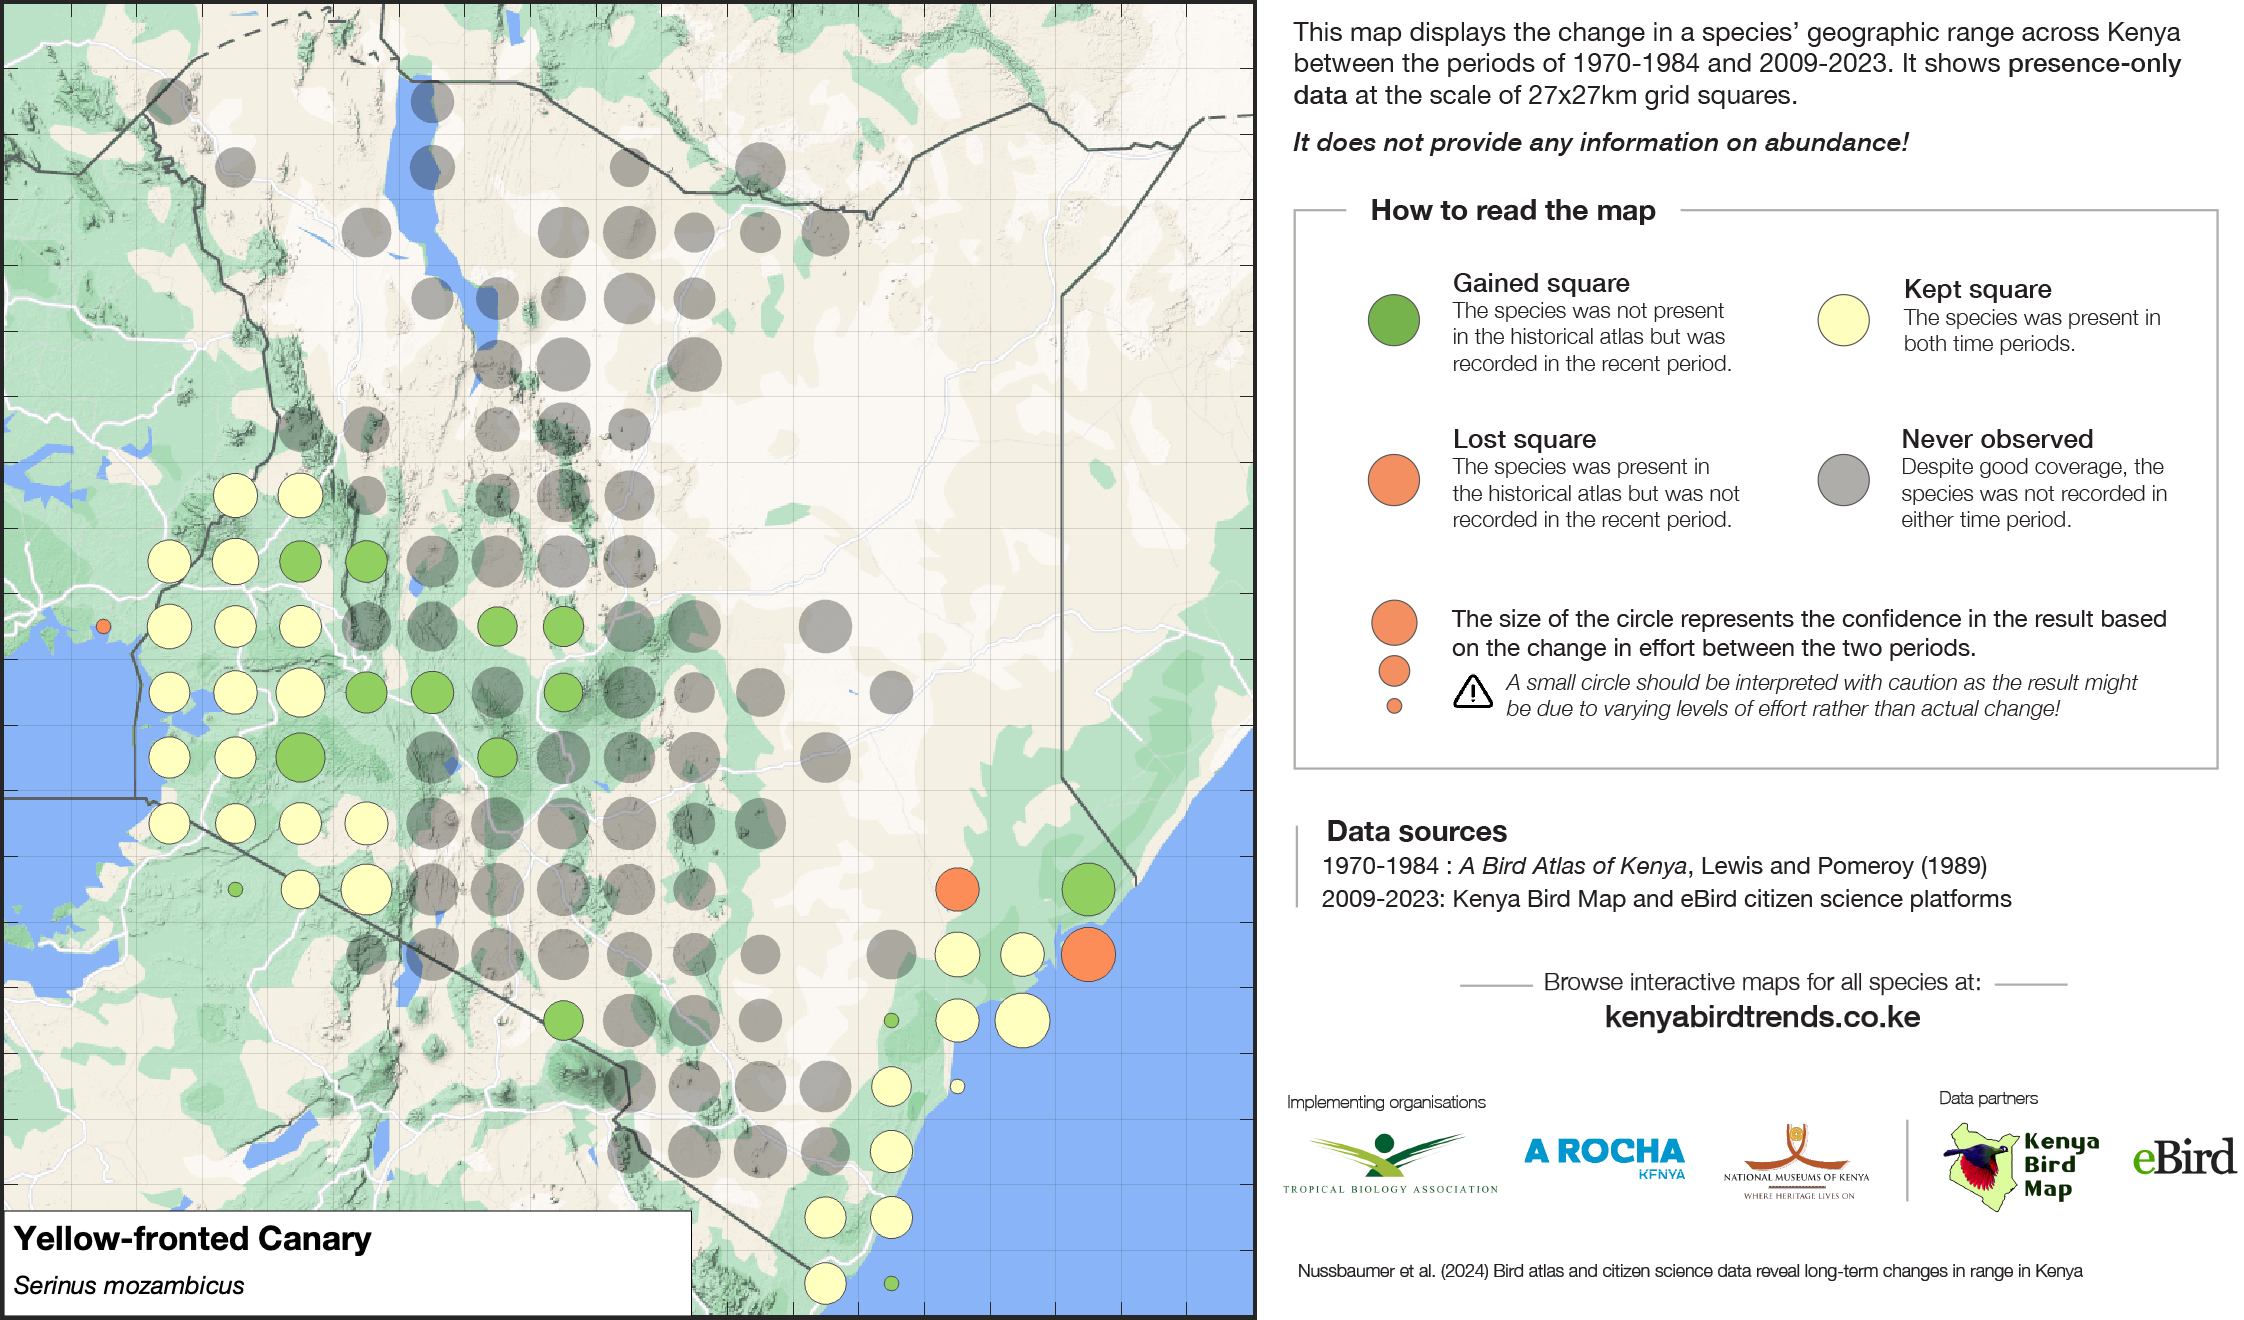 This map displays the change in a species' geographic range across Kenya
between the periods of 1970-1984 and 2009-2023. It shows presence-only
data at the scale of 27x27km grid squares.
It does not provide any information on abundance!
How to read the map
Gained square
The species was not present
in the historical atlas but was
recorded in the recent period.
Kept square
The species was present in
both time periods.
Lost square
The species was present in
the historical atlas but was not
recorded in the recent period.
Never observed
Despite good coverage, the
species was not recorded in
either time period.
The size of the circle represents the confidence in the result based
on the change in effort between the two periods.
A small circle should be interpreted with caution as the result might
be due to varying levels of effort rather than actual change!
Data sources
1970-1984 : A Bird Atlas of Kenya, Lewis and Pomeroy (1989)
2009-2023: Kenya Bird Map and eBird citizen science platforms
Browse interactive maps for all species at:
kenyabirdtrends.co.ke
Implementing organisations
Data partners
TROPICAL BIOLOGY ASSOCIATION
A ROCHA
KENYA
NATIONAL MUSEUMS OF KENYA
WHERE HERITAGE LIVES ON
Kenya
Bird
Map
eBird
Yellow-fronted Canary
Serinus mozambicus
Nussbaumer et al. (2024) Bird atlas and citizen science data reveal long-term changes in range in Kenya